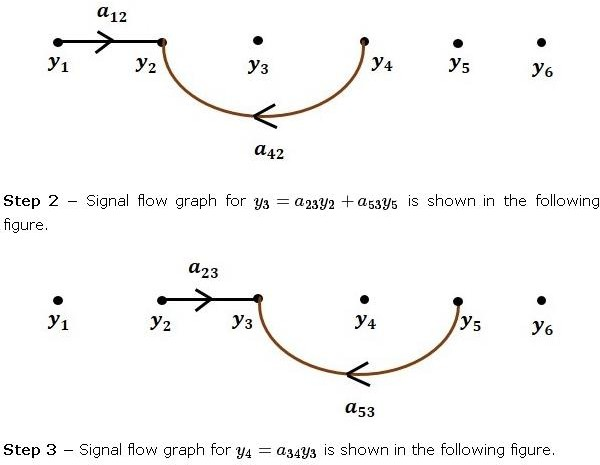 a12
y1 y2 y3 y4 y5 y6
a42
Step 2 – Signal flow graph for y3 = a23y2 + a53y5 is shown in the following
figure.
a23
y1 y2 y3 y4 y5 y6
a53
Step 3 – Signal flow graph for y4 = a34y3 is shown in the following figure.